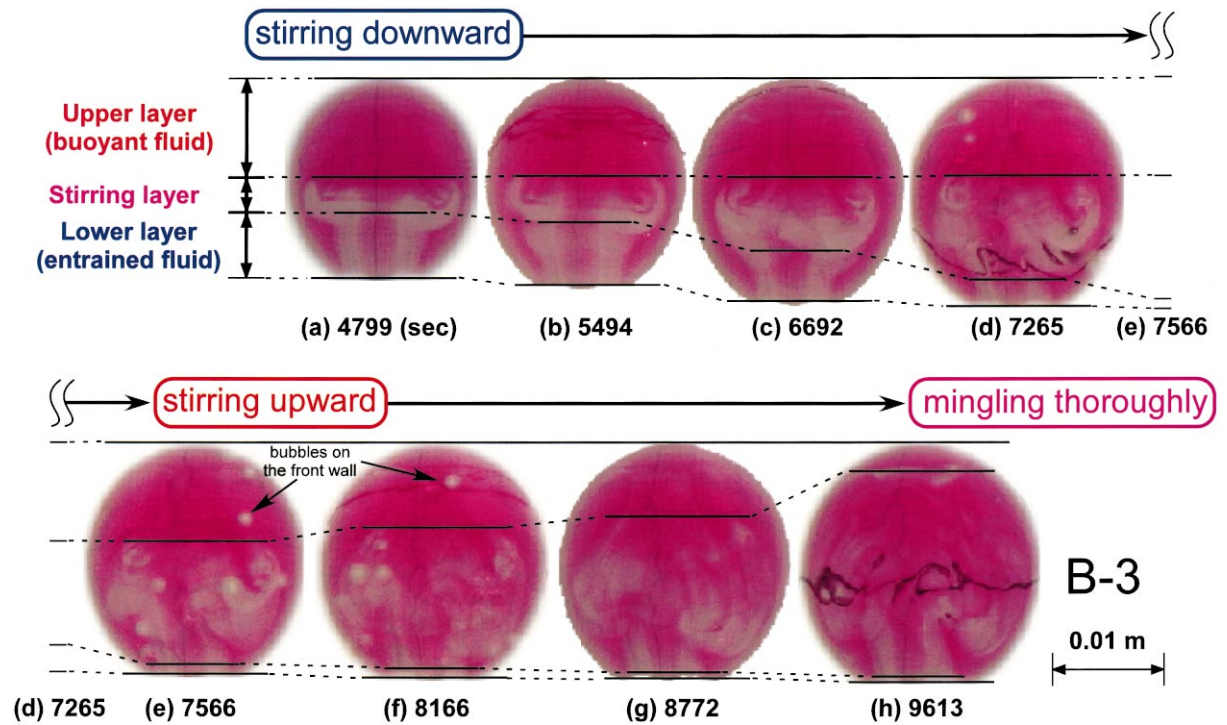 stirring downward
Upper layer
(buoyant fluid)
Stirring layer
Lower layer
(entrained fluid)
(a) 4799 (sec)
(b) 5494
(c) 6692
(d) 7265
(e) 7566
stirring upward
mingling thoroughly
bubbles on
the front wall
B-3
0.01 m
(d) 7265
(e) 7566
(f) 8166
(g) 8772
(h) 9613